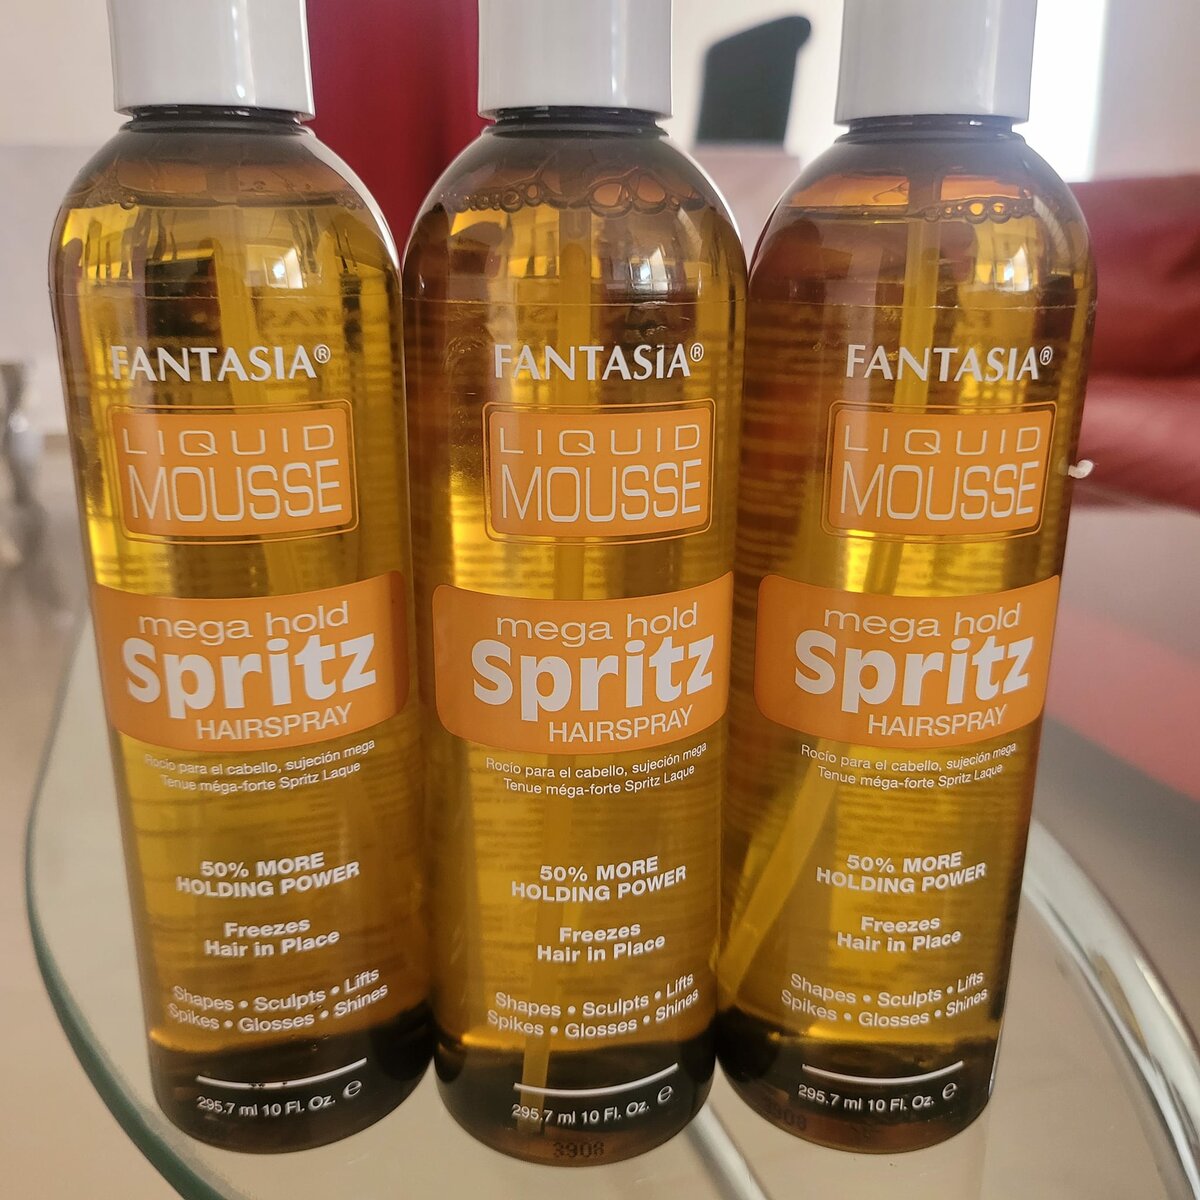 FANTASIA®
LIQUID
MOUSSE
mega hold
Spritz
HAIRSPRAY
Rocío para el cabello, sujeción mega
Tenue méga-forte Spritz Laque
50% MORE
HOLDING POWER
Freezes
Hair in Place
Shapes • Sculpts • Lifts
Spikes • Glosses • Shines
295.7 ml 10 Fl. Oz. ℮
FANTASIA®
LIQUID
MOUSSE
mega hold
Spritz
HAIRSPRAY
Rocío para el cabello, sujeción mega
Tenue méga-forte Spritz Laque
50% MORE
HOLDING POWER
Freezes
Hair in Place
Shapes • Sculpts • Lifts
Spikes • Glosses • Shines
295.7 ml 10 Fl. Oz. ℮
3908
FANTASIA®
LIQUID
MOUSSE
mega hold
Spritz
HAIRSPRAY
Rocío para el cabello, sujeción mega
Tenue méga-forte Spritz Laque
50% MORE
HOLDING POWER
Freezes
Hair in Place
Shapes • Sculpts • Lifts
Spikes • Glosses • Shines
295.7 ml 10 Fl. Oz. ℮
3908